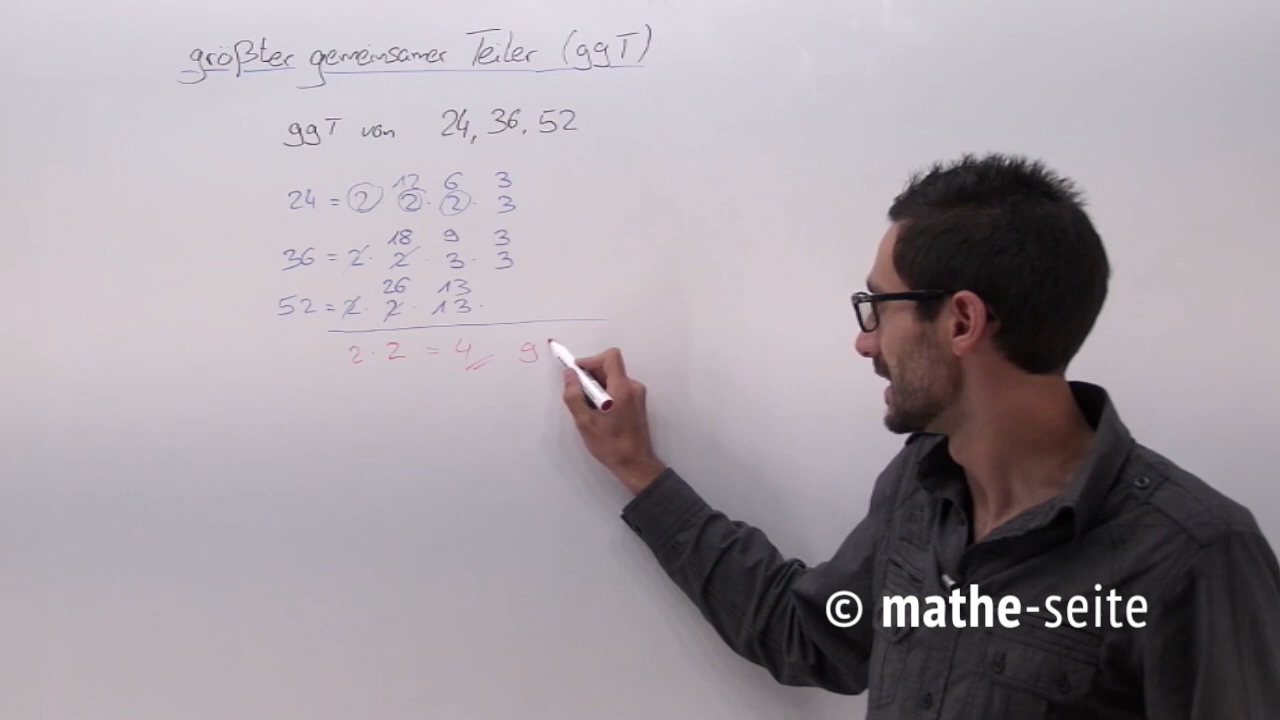 größter gemeinsamer Teiler (ggT)
ggT von 24, 36, 52
12 6 3
24 = 2 2 · 2 · 3
18 9 3
36 = 2 · 2 · 3 · 3
26 13
52 = 2 · 2 · 13 ·
2 · 2 = 4 g
© mathe-seite